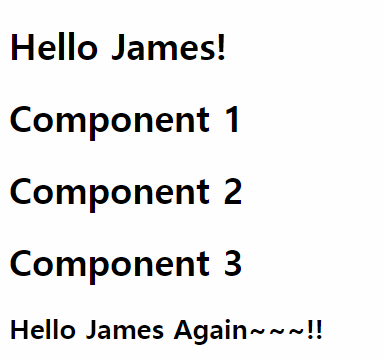 Hello James!
Component 1
Component 2
Component 3
Hello James Again~~~!!